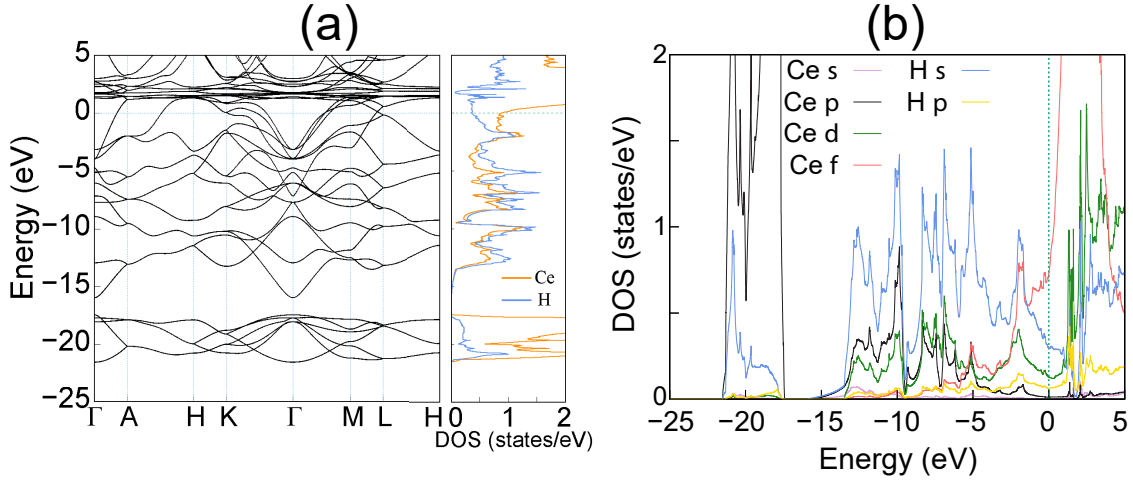 (a)
(b)
Energy (eV)
5
0
−5
−10
−15
−20
−25
Γ A H K Γ M L H
Ce
H
0 1 2
DOS (states/eV)
DOS (states/eV)
2
1
0
Ce s
Ce p
Ce d
Ce f
H s
H p
−25 −20 −15 −10 −5 0 5
Energy (eV)